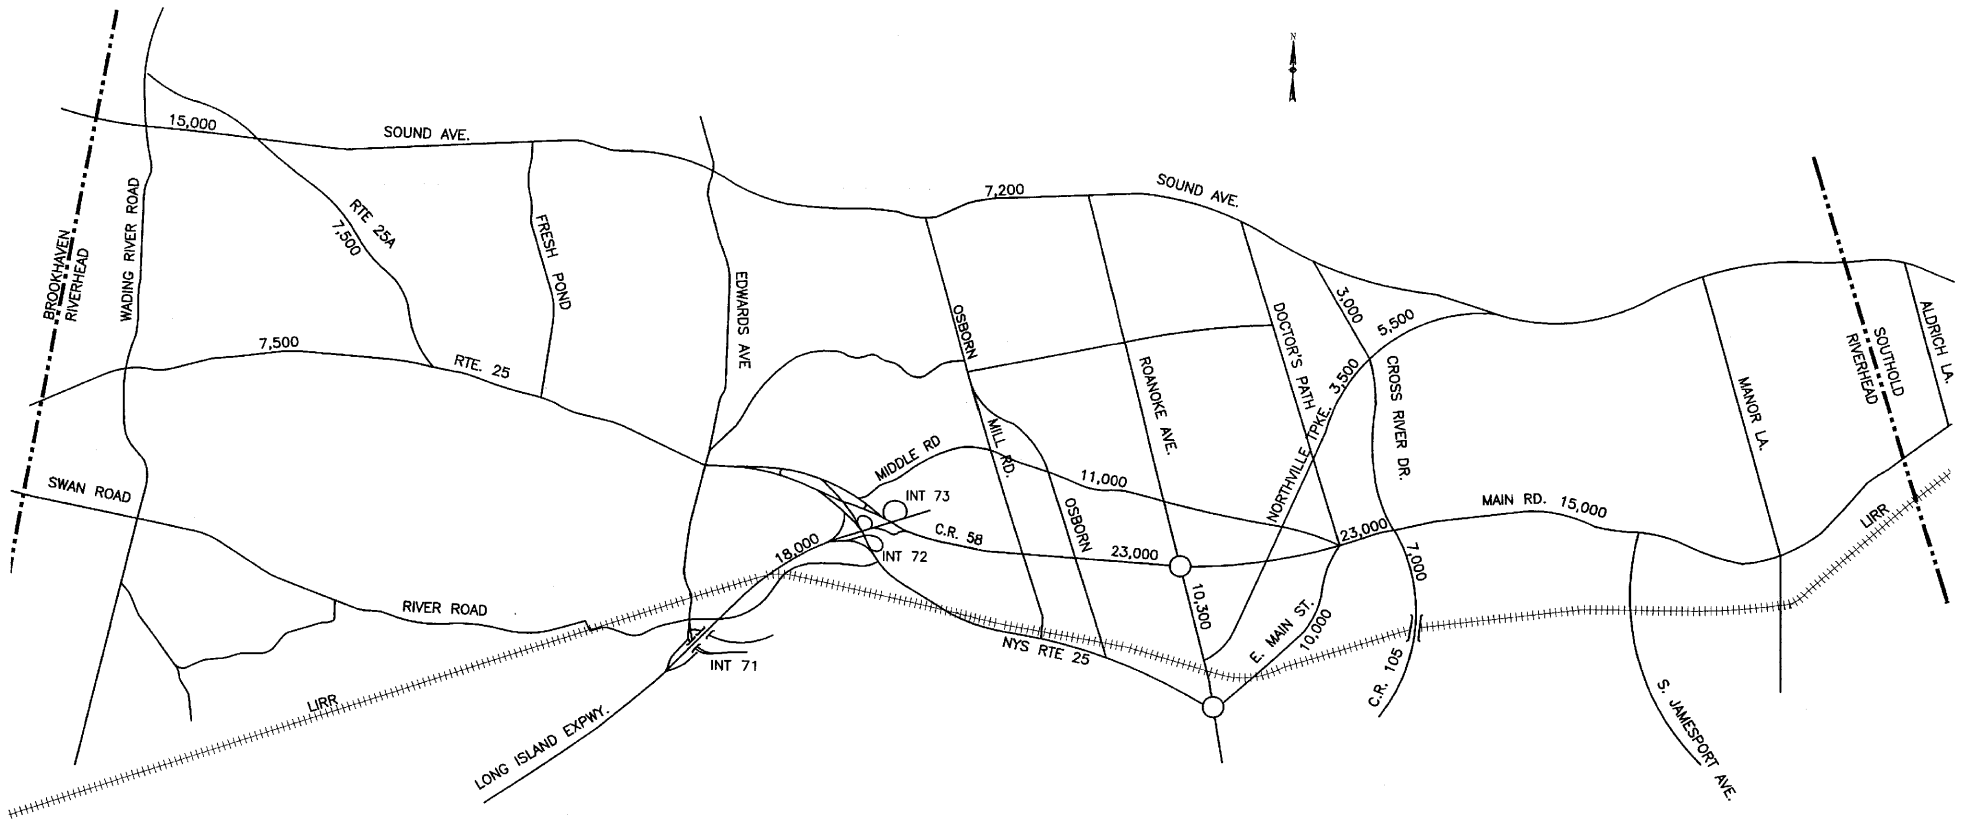 N
15,000
SOUND AVE.
7,200
SOUND AVE.
BROOKHAVEN
RIVERHEAD
WADING RIVER ROAD
RTE 25A
7,500
FRESH POND
EDWARDS AVE
OSBORN
DOCTOR'S PATH
3,000
5,500
SOUTHOLD
RIVERHEAD
ALDRICH LA.
7,500
RTE. 25
ROANOKE AVE.
3,500
NORTHVILLE TPKE.
CROSS RIVER DR.
MANOR LA.
SWAN ROAD
MIDDLE RD
MILL RD.
11,000
INT 73
C.R. 58
OSBORN
MAIN RD. 15,000
LIRR
18,000
INT 72
23,000
23,000
7,000
RIVER ROAD
10,300
E. MAIN ST.
10,000
NYS RTE 25
INT 71
C.R. 105
LIRR
LONG ISLAND EXPWY.
S. JAMESPORT AVE.